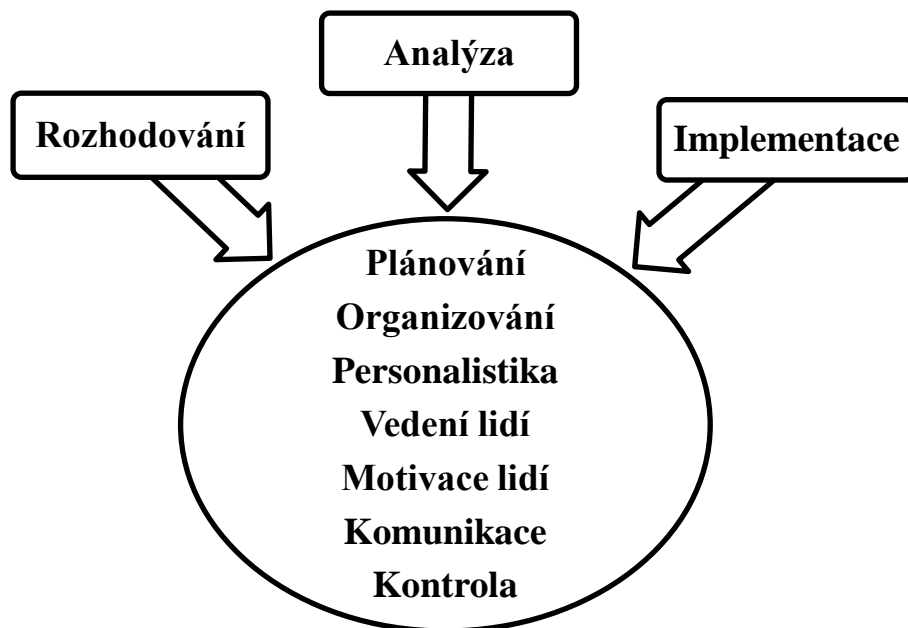 Analýza
Rozhodování
Implementace
Plánování
Organizování
Personalistika
Vedení lidí
Motivace lidí
Komunikace
Kontrola